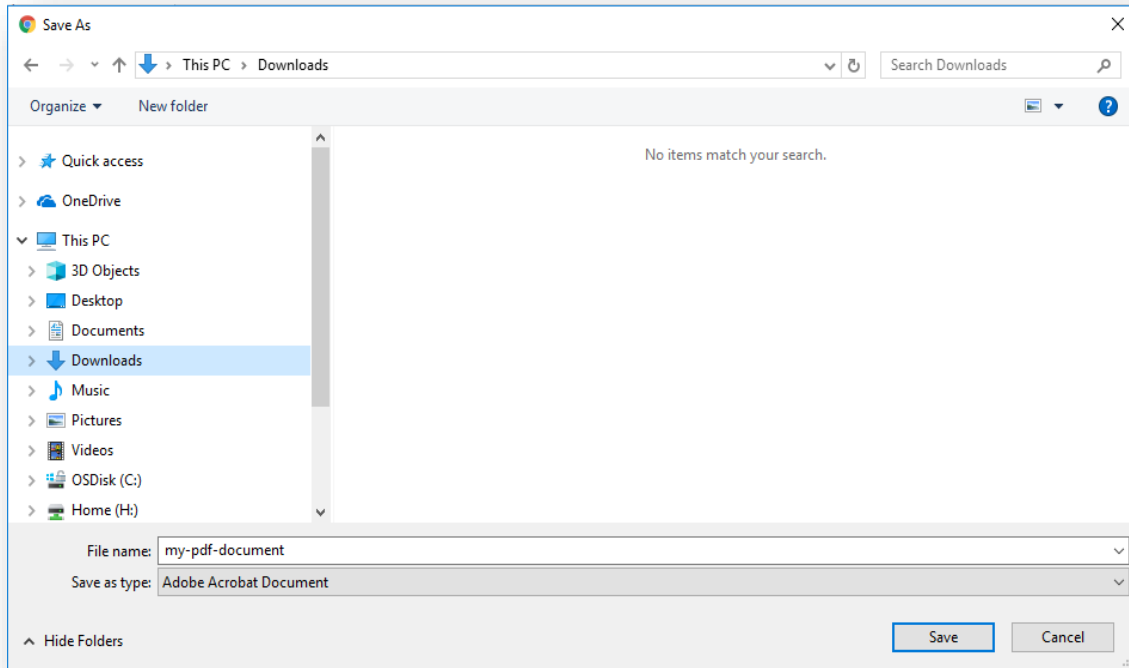 Save As
This PC > Downloads
Search Downloads
Organize
New folder
Quick access
OneDrive
This PC
3D Objects
Desktop
Documents
Downloads
Music
Pictures
Videos
OSDisk (C:)
Home (H:)
No items match your search.
File name: my-pdf-document
Save as type: Adobe Acrobat Document
Hide Folders
Save
Cancel